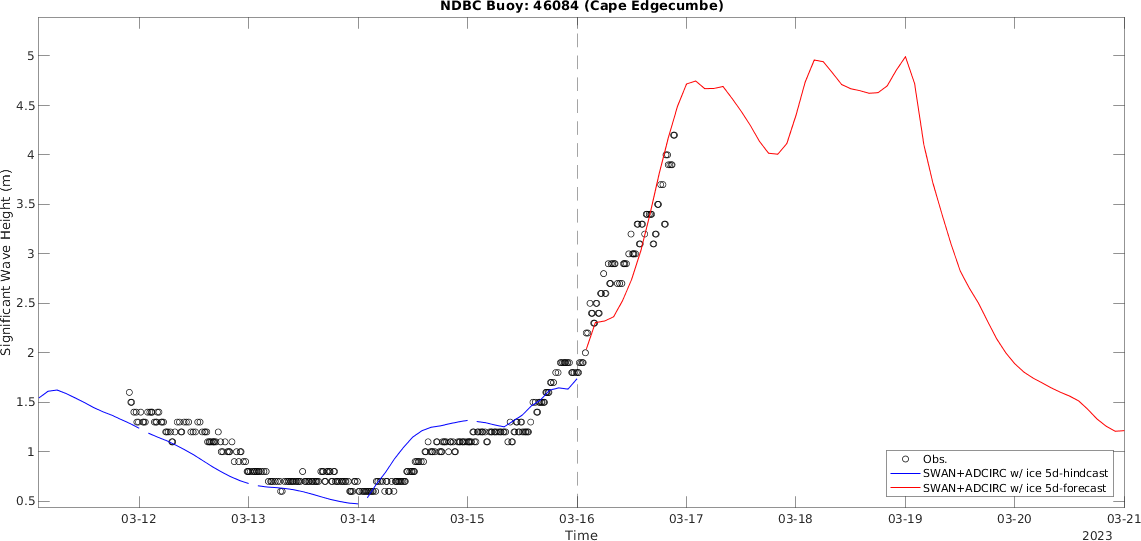 NDBC Buoy: 46084 (Cape Edgecumbe)
5
4.5
4
3.5
3
2.5
2
1.5
1
0.5
Significant Wave Height (m)
Obs.
SWAN+ADCIRC w/ ice 5d-hindcast
SWAN+ADCIRC w/ ice 5d-forecast
03-12 03-13 03-14 03-15 03-16 03-17 03-18 03-19 03-20 03-21
Time
2023